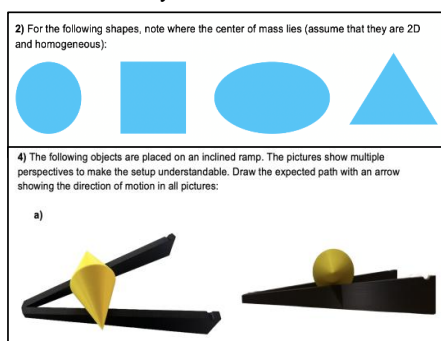 2) For the following shapes, note where the center of mass lies (assume that they are 2D
and homogeneous):
4) The following objects are placed on an inclined ramp. The pictures show multiple
perspectives to make the setup understandable. Draw the expected path with an arrow
showing the direction of motion in all pictures:
a)